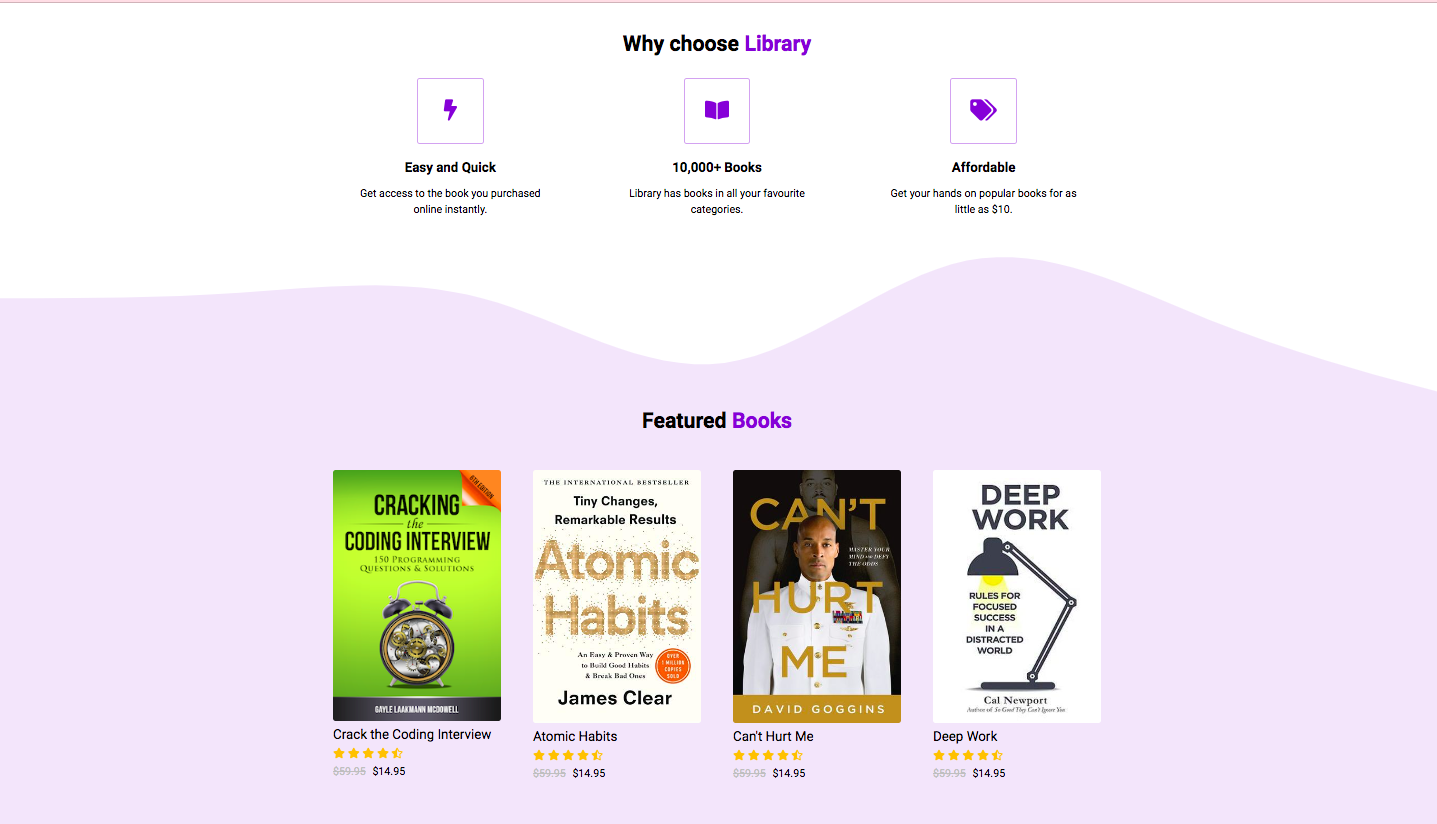 Why choose Library
Easy and Quick
Get access to the book you purchased
online instantly.
10,000+ Books
Library has books in all your favourite
categories.
Affordable
Get your hands on popular books for as
little as $10.
Featured Books
5TH EDITION
CRACKING
the
CODING INTERVIEW
150 PROGRAMMING
QUESTIONS & SOLUTIONS
GAYLE LAAKMANN MCDOWELL
Crack the Coding Interview
$59.95 $14.95
THE INTERNATIONAL BESTSELLER
Tiny Changes,
Remarkable Results
Atomic
Habits
An Easy & Proven Way
to Build Good Habits
& Break Bad Ones
OVER
1 MILLION
COPIES
SOLD
James Clear
Atomic Habits
$59.95 $14.95
CAN'T
MASTER YOUR
MIND AND DEFY
THE ODDS
HURT
ME
DAVID GOGGINS
Can't Hurt Me
$59.95 $14.95
DEEP
WORK
RULES FOR
FOCUSED
SUCCESS
IN A
DISTRACTED
WORLD
Cal Newport
Author of So Good They Can't Ignore You
Deep Work
$59.95 $14.95